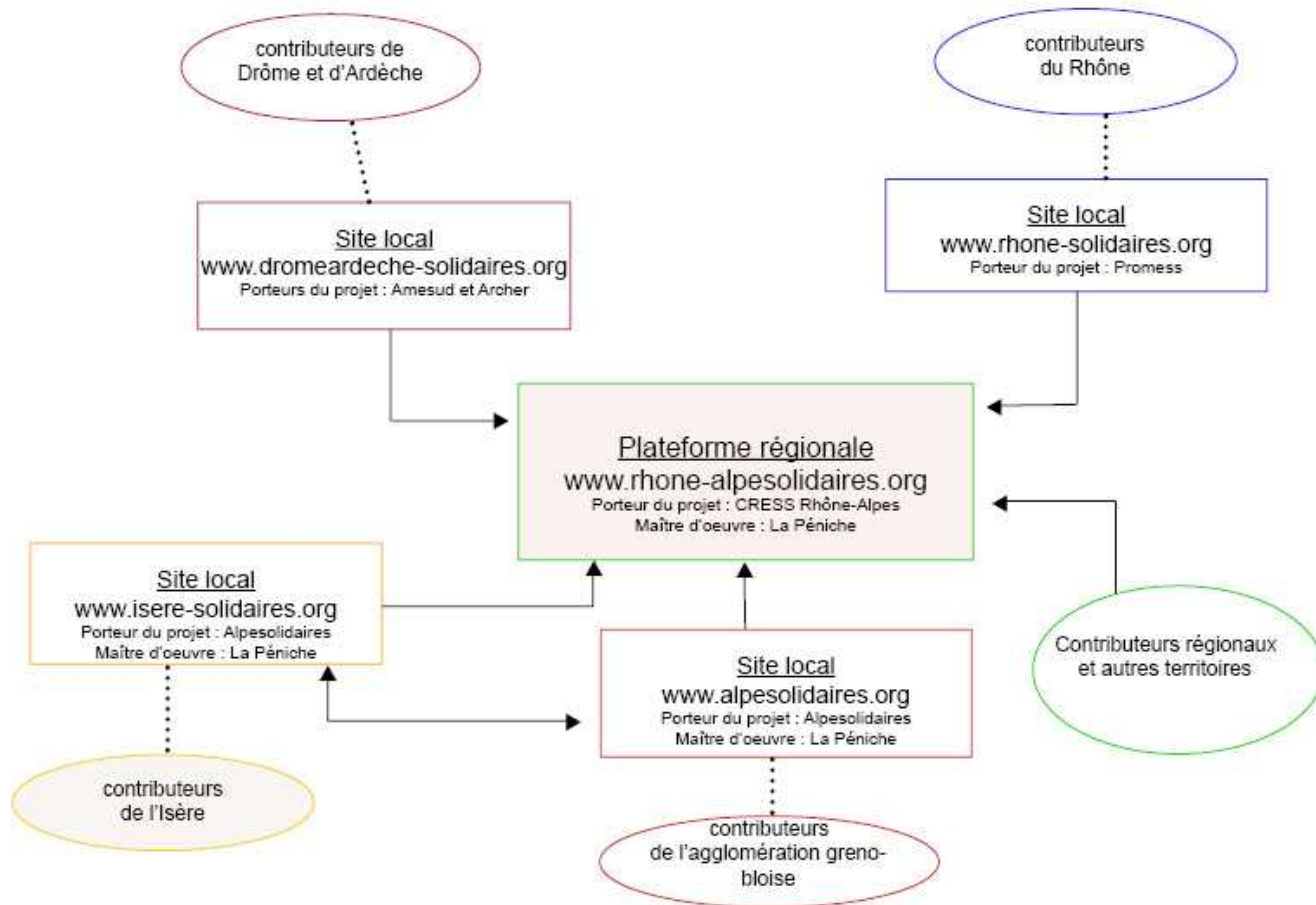 contributeurs de
Drôme et d'Ardèche
contributeurs
du Rhône
Site local
www.dromeardeche-solidaires.org
Porteurs du projet : Amesud et Archer
Site local
www.rhone-solidaires.org
Porteur du projet : Promess
Plateforme régionale
www.rhone-alpesolidaires.org
Porteur du projet : CRESS Rhône-Alpes
Maître d'oeuvre : La Péniche
Site local
www.isere-solidaires.org
Porteur du projet : Alpesolidaires
Maître d'oeuvre : La Péniche
Site local
www.alpesolidaires.org
Porteur du projet : Alpesolidaires
Maître d'oeuvre : La Péniche
Contributeurs régionaux
et autres territoires
contributeurs
de l'Isère
contributeurs
de l'agglomération greno-
bloise